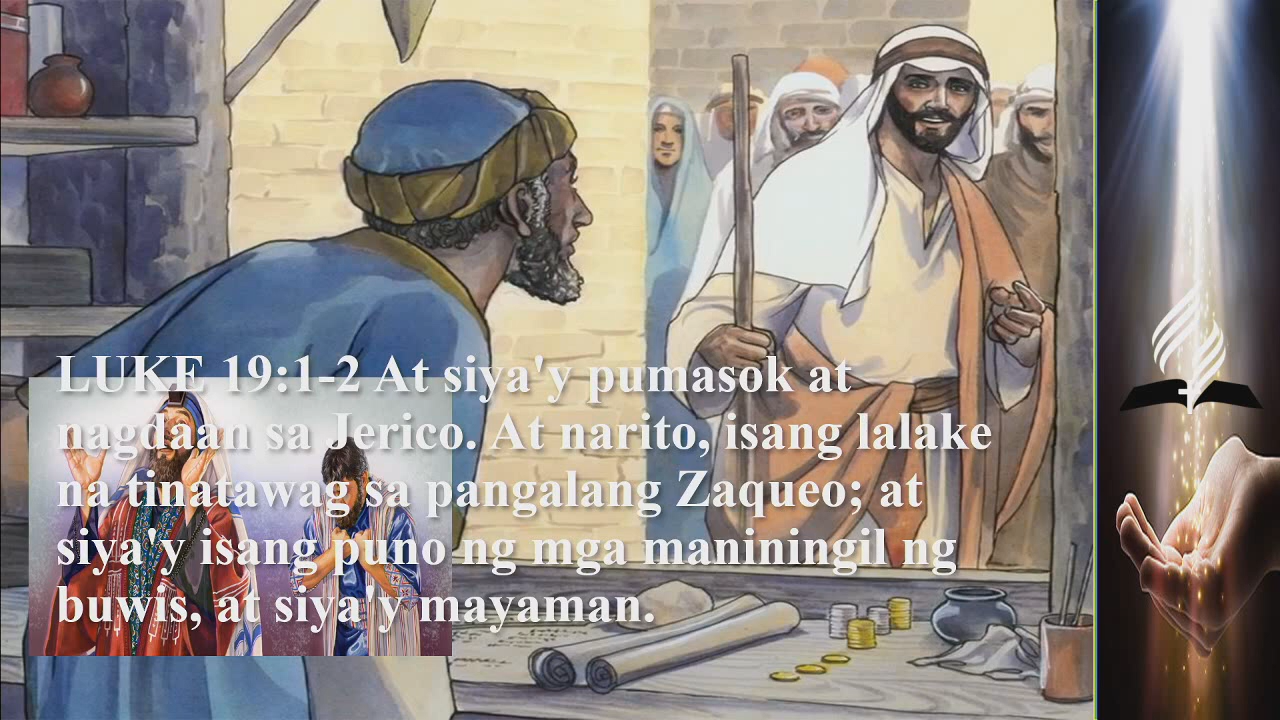 LUKE 19:1-2 At siya'y pumasok at
nagdaan sa Jerico. At narito, isang lalake
na tinatawag sa pangalang Zaqueo; at
siya'y isang puno ng mga maniningil ng
buwis, at siya'y mayaman.